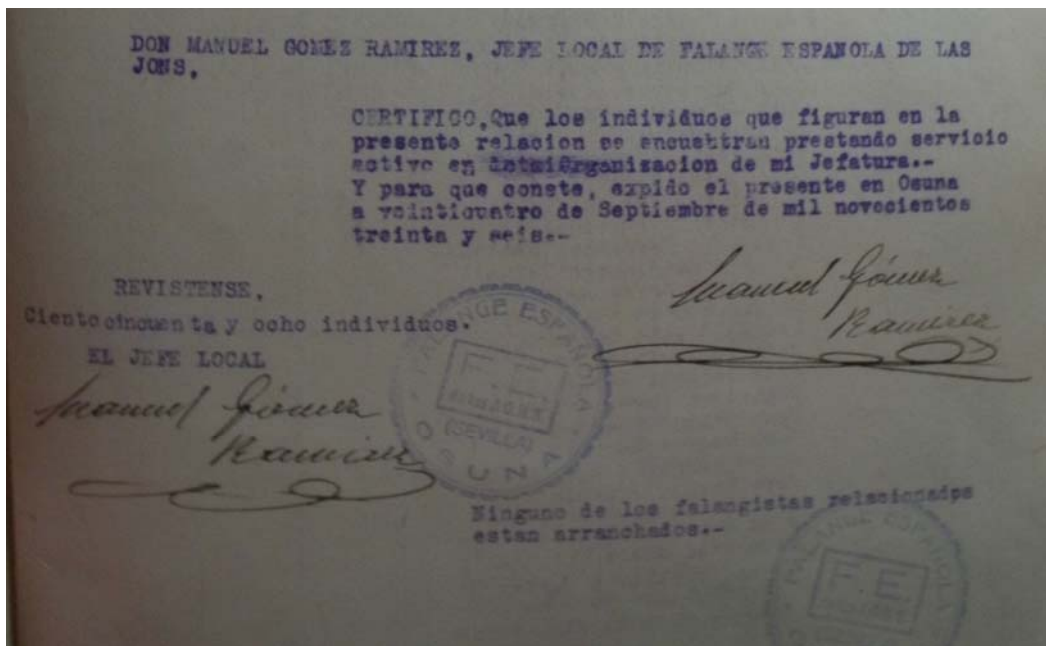 DON MANUEL GOMEZ RAMIREZ, JEFE LOCAL DE FALANGE ESPANOLA DE LAS
JONS,
CERTIFICO,Que los individuos que figuran en la
presente relacion se encuehtran prestando servicio
activo en organizacion de mi Jefatura.-
Y para que conste, expido el presente en Osuna
a veinticuatro de Septiembre de mil novecientos
treinta y seis.--
Manuel Gómez
Ramirez
REVISTENSE,
Ciento cincuenta y ocho individuos.
EL JEFE LOCAL
Manuel Gómez
Ramirez
FALANGE ESPAÑOLA
F.E.
(SEVILLA)
OSUNA
Ninguno de los falangistas relacionados
estan arranchados.--
FALANGE ESPAÑOLA
F.E.